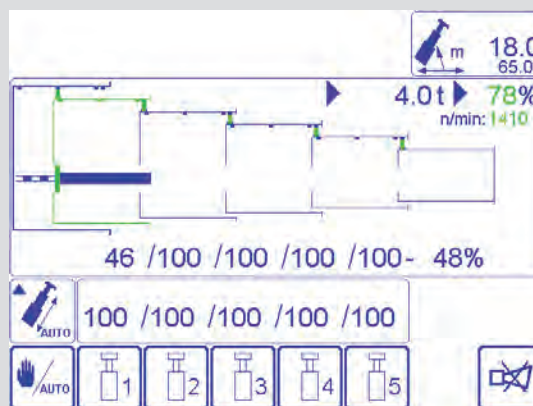 m 18.0
65.0
4.0t 78%
n/min: 1410
46 /100 /100 /100 /100- 48%
AUTO 100 /100 /100 /100 /100
/AUTO 1 2 3 4 5